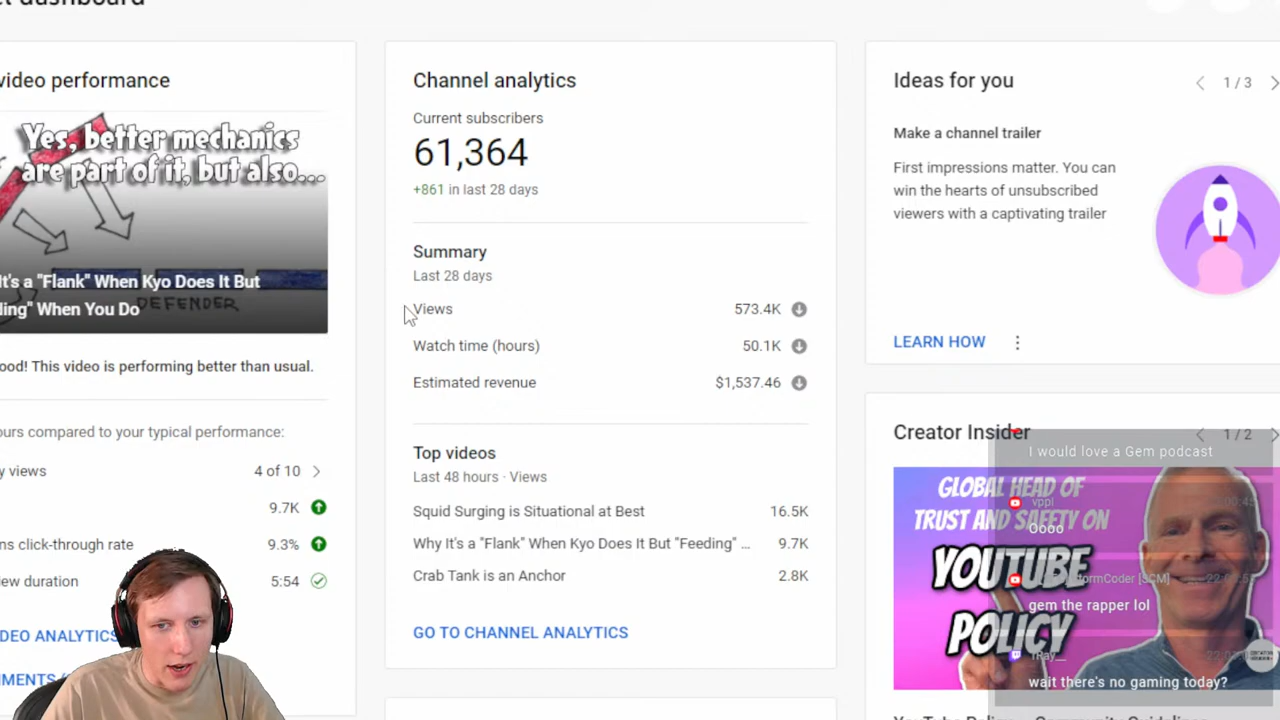 video performance
Yes, better mechanics
are part of it, but also...
DEFENDER
It's a "Flank" When Kyo Does It But
ding" When You Do
ood! This video is performing better than usual.
ours compared to your typical performance:
y views
4 of 10
9.7K
ns click-through rate
9.3%
ew duration
5:54
DEO ANALYTICS
MENTS
Channel analytics
Current subscribers
61,364
+861 in last 28 days
Summary
Last 28 days
Views
573.4K
Watch time (hours)
50.1K
Estimated revenue
$1,537.46
Top videos
Last 48 hours · Views
Squid Surging is Situational at Best
16.5K
Why It's a "Flank" When Kyo Does It But "Feeding" ...
9.7K
Crab Tank is an Anchor
2.8K
GO TO CHANNEL ANALYTICS
Ideas for you
1 / 3
Make a channel trailer
First impressions matter. You can
win the hearts of unsubscribed
viewers with a captivating trailer
LEARN HOW
Creator Insider
1 / 2
GLOBAL HEAD OF
TRUST AND SAFETY ON
YOUTUBE
POLICY
I would love a Gem podcast
vppl
Oooo
stormCoder [SCM]
gem the rapper lol
wait there's no gaming today?